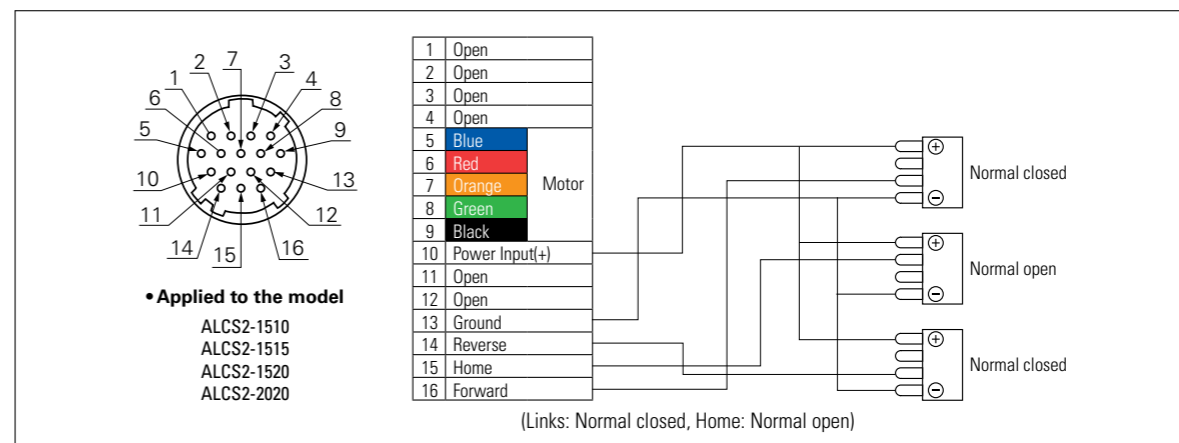 1
2
7
3
4
6
8
5
9
10
13
11
12
14
15
16
•Applied to the model
ALCS2-1510
ALCS2-1515
ALCS2-1520
ALCS2-2020
1 Open
2 Open
3 Open
4 Open
5 Blue
6 Red
7 Orange Motor
8 Green
9 Black
10 Power Input(+)
11 Open
12 Open
13 Ground
14 Reverse
15 Home
16 Forward
+
Normal closed
−
+
Normal open
−
+
Normal closed
−
(Links: Normal closed, Home: Normal open)